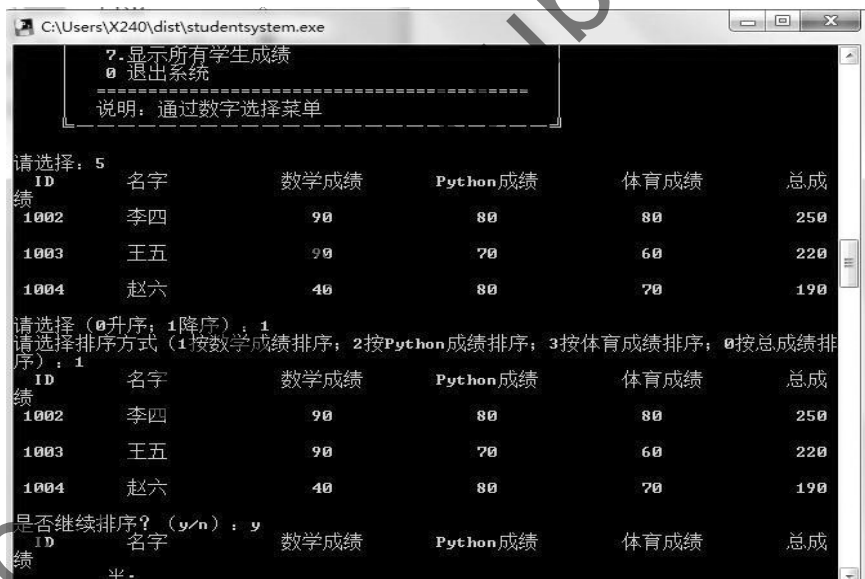 C:\Users\X240\dist\studentsystem.exe
7.显示所有学生成绩
0 退出系统
==========================================
说明：通过数字选择菜单
请选择：5
ID 名字 数学成绩 Python成绩 体育成绩 总成
绩
1002 李四 90 80 80 250
1003 王五 90 70 60 220
1004 赵六 40 80 70 190
请选择（0升序；1降序）：1
请选择排序方式（1按数学成绩排序；2按Python成绩排序；3按体育成绩排序；0按总成绩排
序）：1
ID 名字 数学成绩 Python成绩 体育成绩 总成
绩
1002 李四 90 80 80 250
1003 王五 90 70 60 220
1004 赵六 40 80 70 190
是否继续排序？（y/n）：y
ID 名字 数学成绩 Python成绩 体育成绩 总成
绩
半: